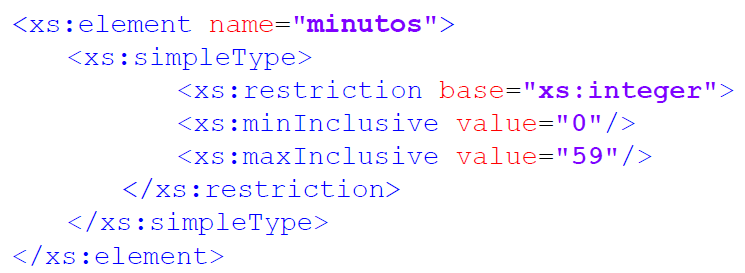 <xs:element name="minutos">
<xs:simpleType>
<xs:restriction base="xs:integer">
<xs:minInclusive value="0"/>
<xs:maxInclusive value="59"/>
</xs:restriction>
</xs:simpleType>
</xs:element>